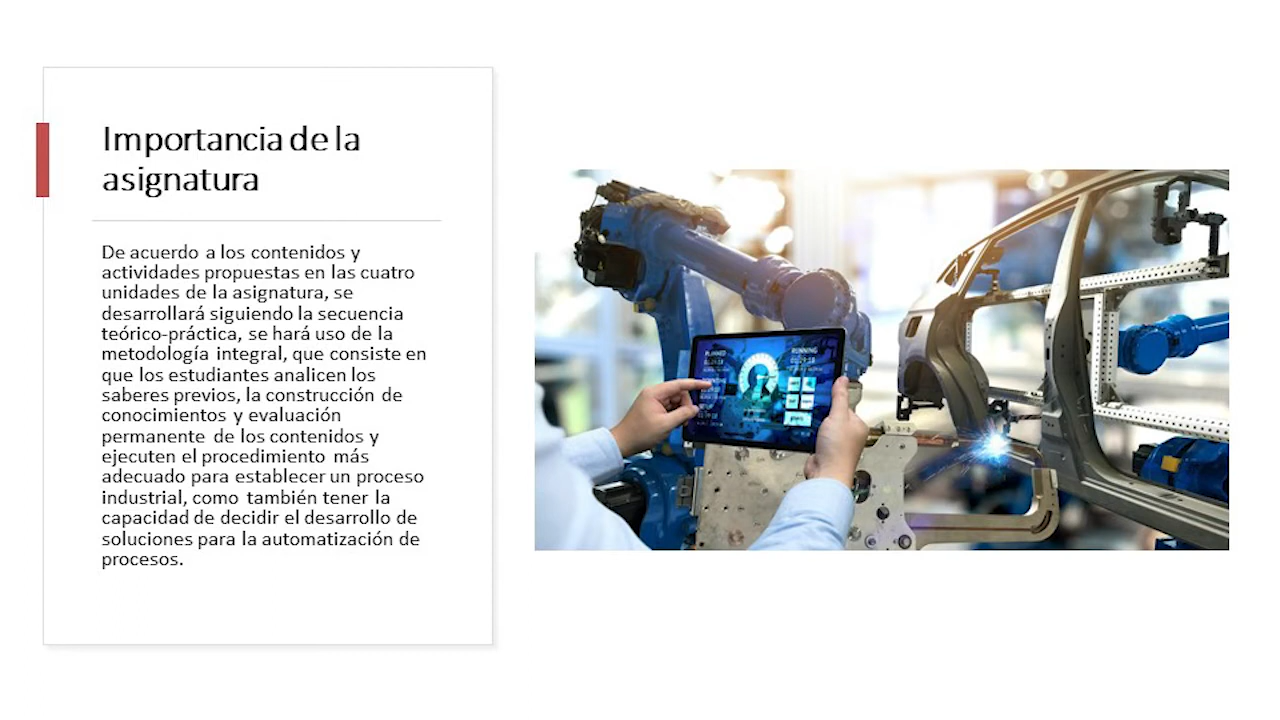 Importancia de la
asignatura
De acuerdo a los contenidos y
actividades propuestas en las cuatro
unidades de la asignatura, se
desarrollará siguiendo la secuencia
teórico-práctica, se hará uso de la
metodología integral, que consiste en
que los estudiantes analicen los
saberes previos, la construcción de
conocimientos y evaluación
permanente de los contenidos y
ejecuten el procedimiento más
adecuado para establecer un proceso
industrial, como también tener la
capacidad de decidir el desarrollo de
soluciones para la automatización de
procesos.
PLANNED
RUNNING